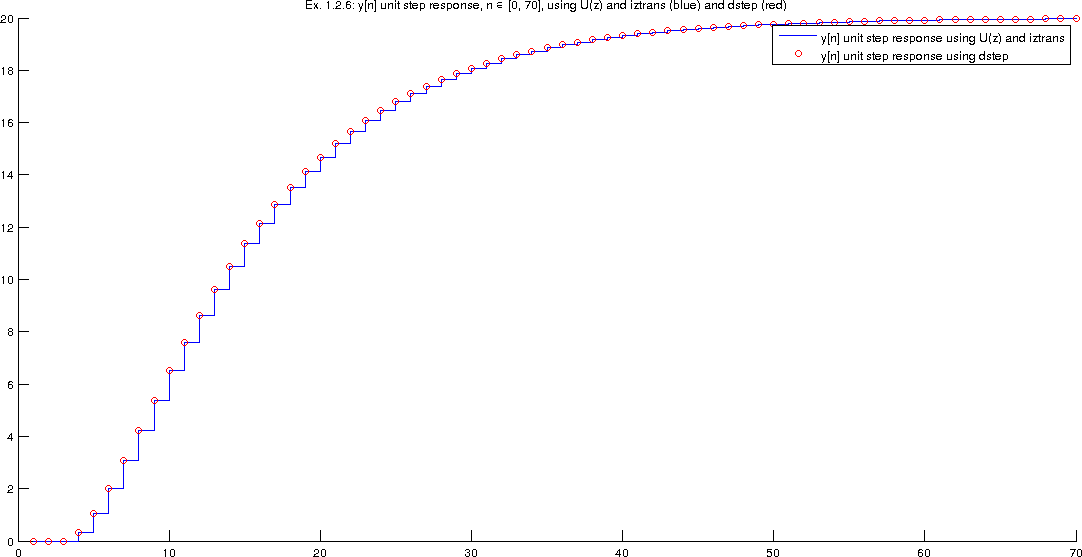 Ex. 1.2.6: y[n] unit step response, n ∈ [0, 70], using U(z) and iztrans (blue) and dstep (red)
20
y[n] unit step response using U(z) and iztrans
y[n] unit step response using dstep
18
16
14
12
10
8
6
4
2
0
0 10 20 30 40 50 60 70